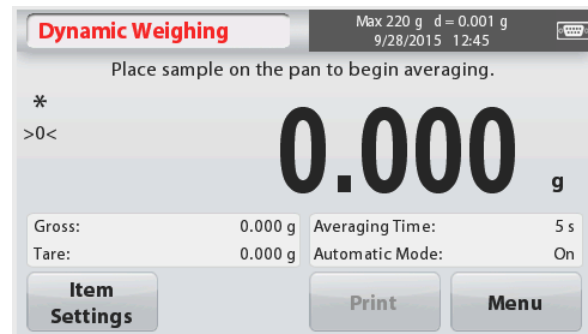 Dynamic Weighing
Max 220 g d = 0.001 g
9/28/2015 12:45
Place sample on the pan to begin averaging.
*
>0<
0.000 g
Gross: 0.000 g Averaging Time: 5 s
Tare: 0.000 g Automatic Mode: On
Item Settings
Print
Menu